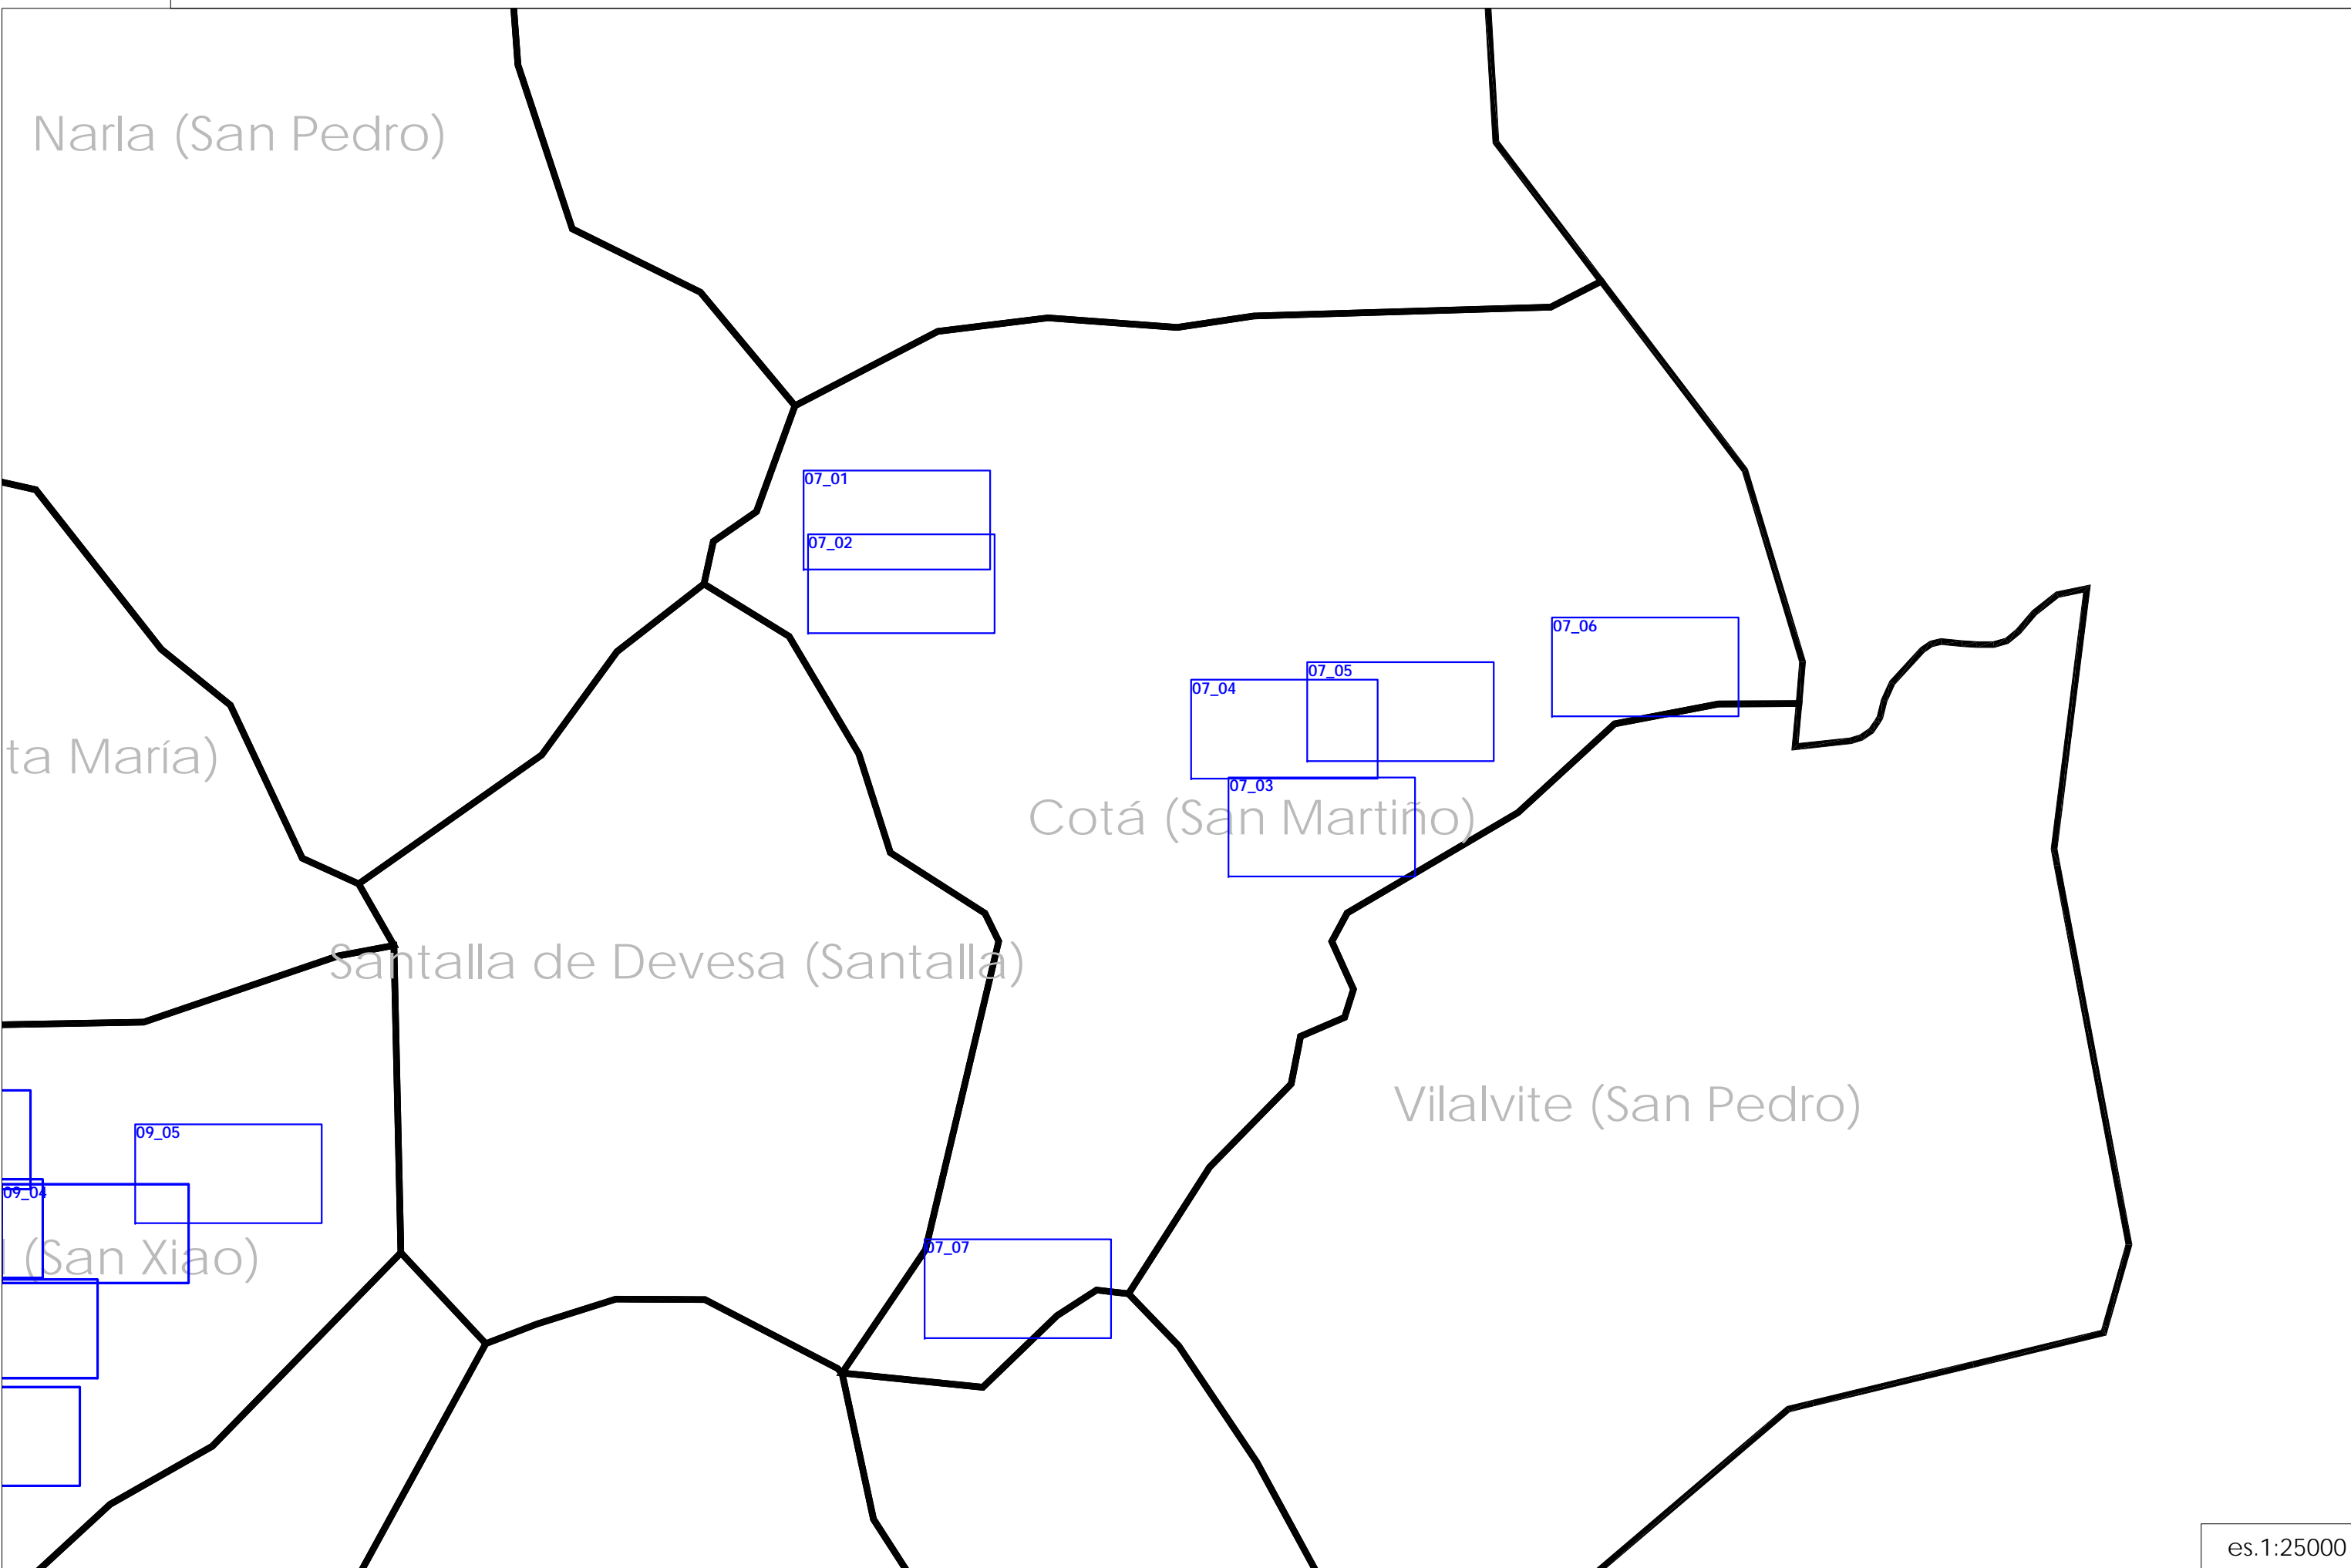 Narla (San Pedro)
07_01
07_02
07_06
07_05
07_04
ta María)
07_03
Cotá (San Martiño)
Santalla de Devesa (Santalla)
Vilalvite (San Pedro)
09_05
09_04
07_07
(San Xiao)
es.1:25000